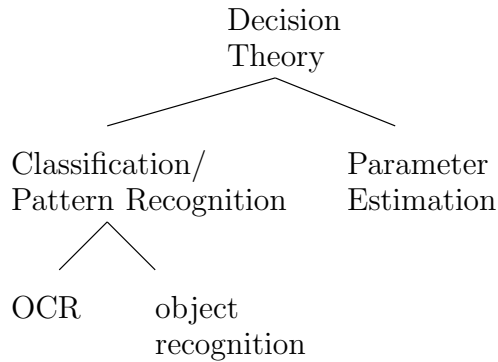 Decision
Theory
Classification/
Pattern Recognition
Parameter
Estimation
OCR
object
recognition